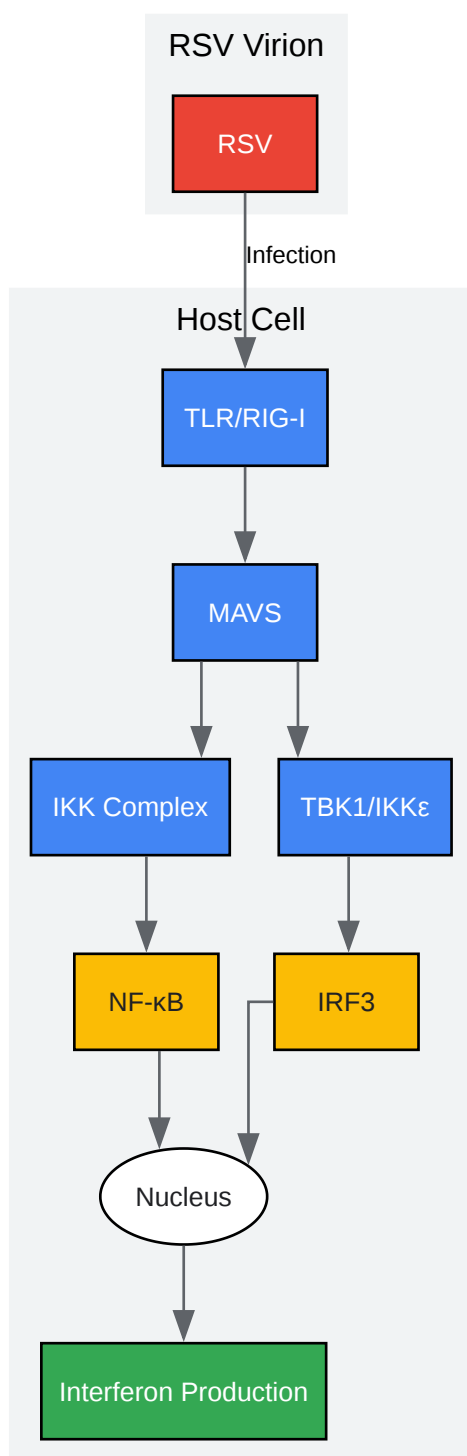 RSV Virion
RSV
Infection
Host Cell
TLR/RIG-I
MAVS
IKK Complex
TBK1/IKKε
NF-κB
IRF3
Nucleus
Interferon Production